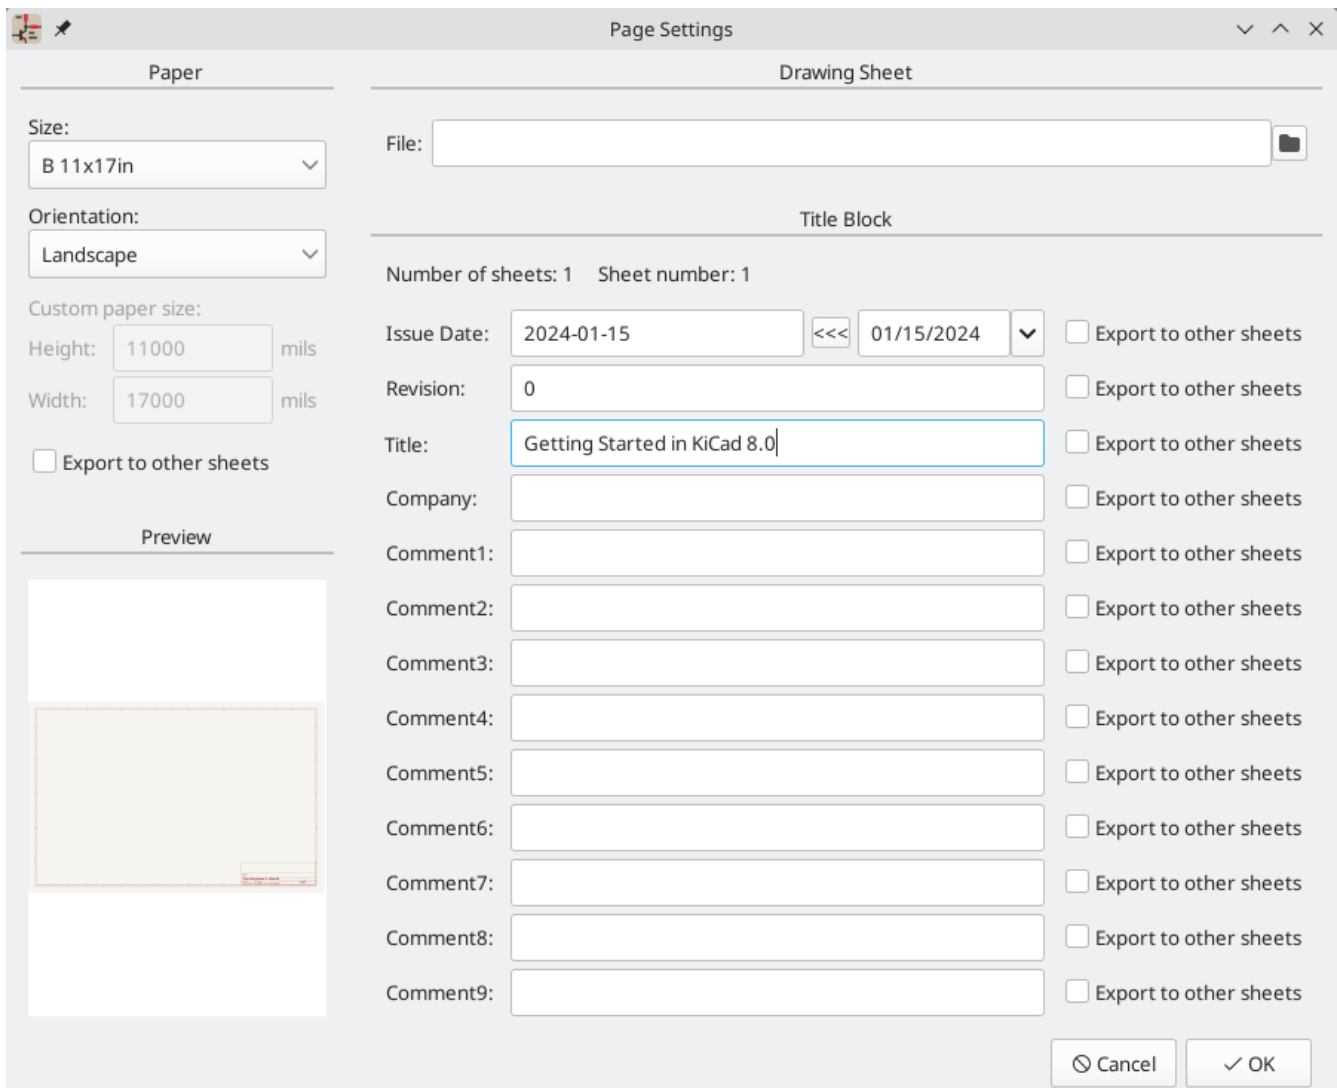 Page Settings
Paper
Size:
B 11x17in
Orientation:
Landscape
Custom paper size:
Height: 11000 mils
Width: 17000 mils
Export to other sheets
Preview
Drawing Sheet
File:
Title Block
Number of sheets: 1 Sheet number: 1
Issue Date: 2024-01-15 <<< 01/15/2024 Export to other sheets
Revision: 0 Export to other sheets
Title: Getting Started in KiCad 8.0 Export to other sheets
Company: Export to other sheets
Comment1: Export to other sheets
Comment2: Export to other sheets
Comment3: Export to other sheets
Comment4: Export to other sheets
Comment5: Export to other sheets
Comment6: Export to other sheets
Comment7: Export to other sheets
Comment8: Export to other sheets
Comment9: Export to other sheets
Cancel OK